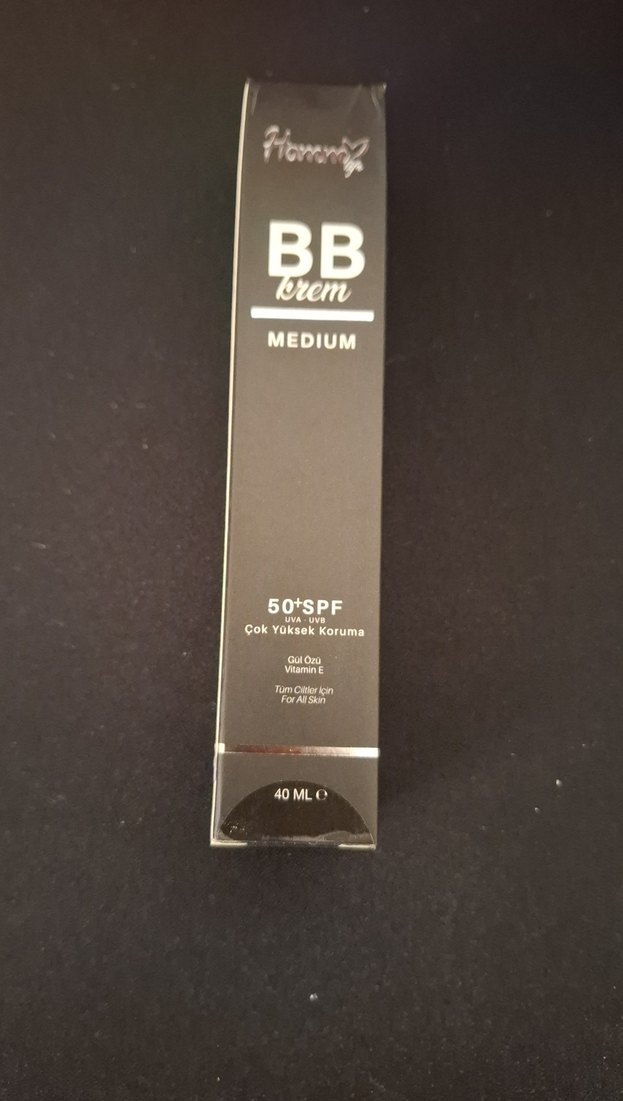 BB
krem
MEDIUM
50+SPF
UVA - UVB
Çok Yüksek Koruma
Gül Özü
Vitamin E
Tüm Ciltler İçin
For All Skin
40 ML ℮